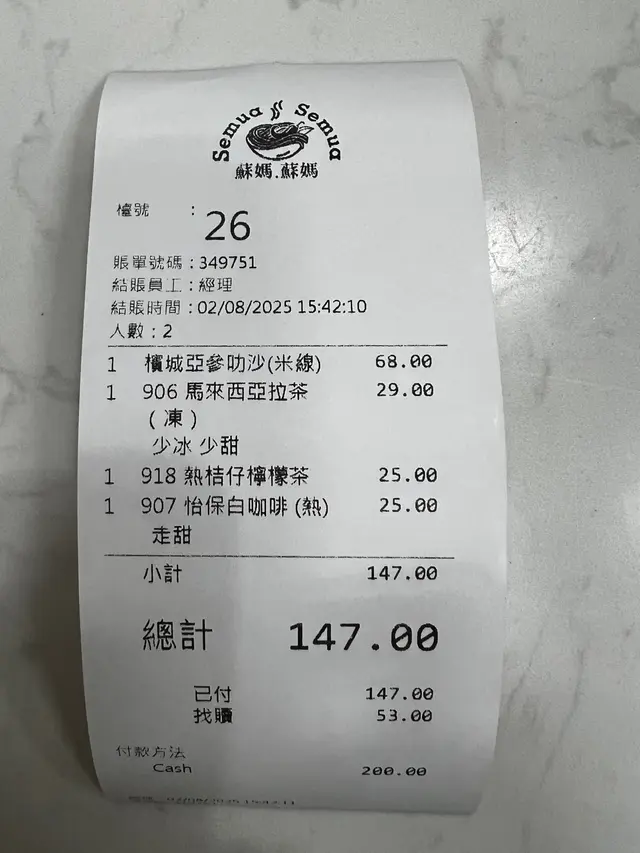 Semua Semua
蘇媽.蘇媽
檯號 : 26
賬單號碼 : 349751
結賬員工 : 經理
結賬時間 : 02/08/2025 15:42:10
人數 : 2
1 檳城亞參叻沙(米線) 68.00
1 906 馬來西亞拉茶 29.00
(凍)
少冰 少甜
1 918 熱桔仔檸檬茶 25.00
1 907 怡保白咖啡 (熱) 25.00
走甜
小計 147.00
總計 147.00
已付 147.00
找贖 53.00
付款方法
Cash 200.00